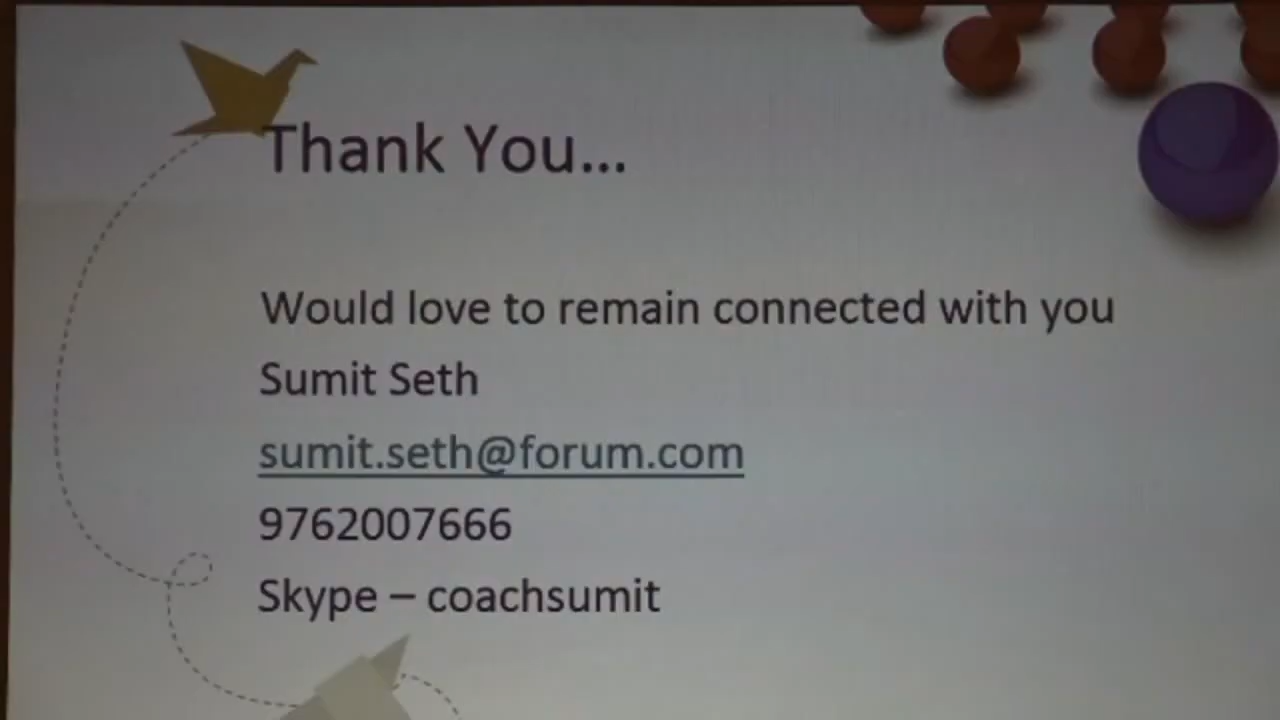 Thank You...
Would love to remain connected with you
Sumit Seth
sumit.seth@forum.com
9762007666
Skype – coachsumit